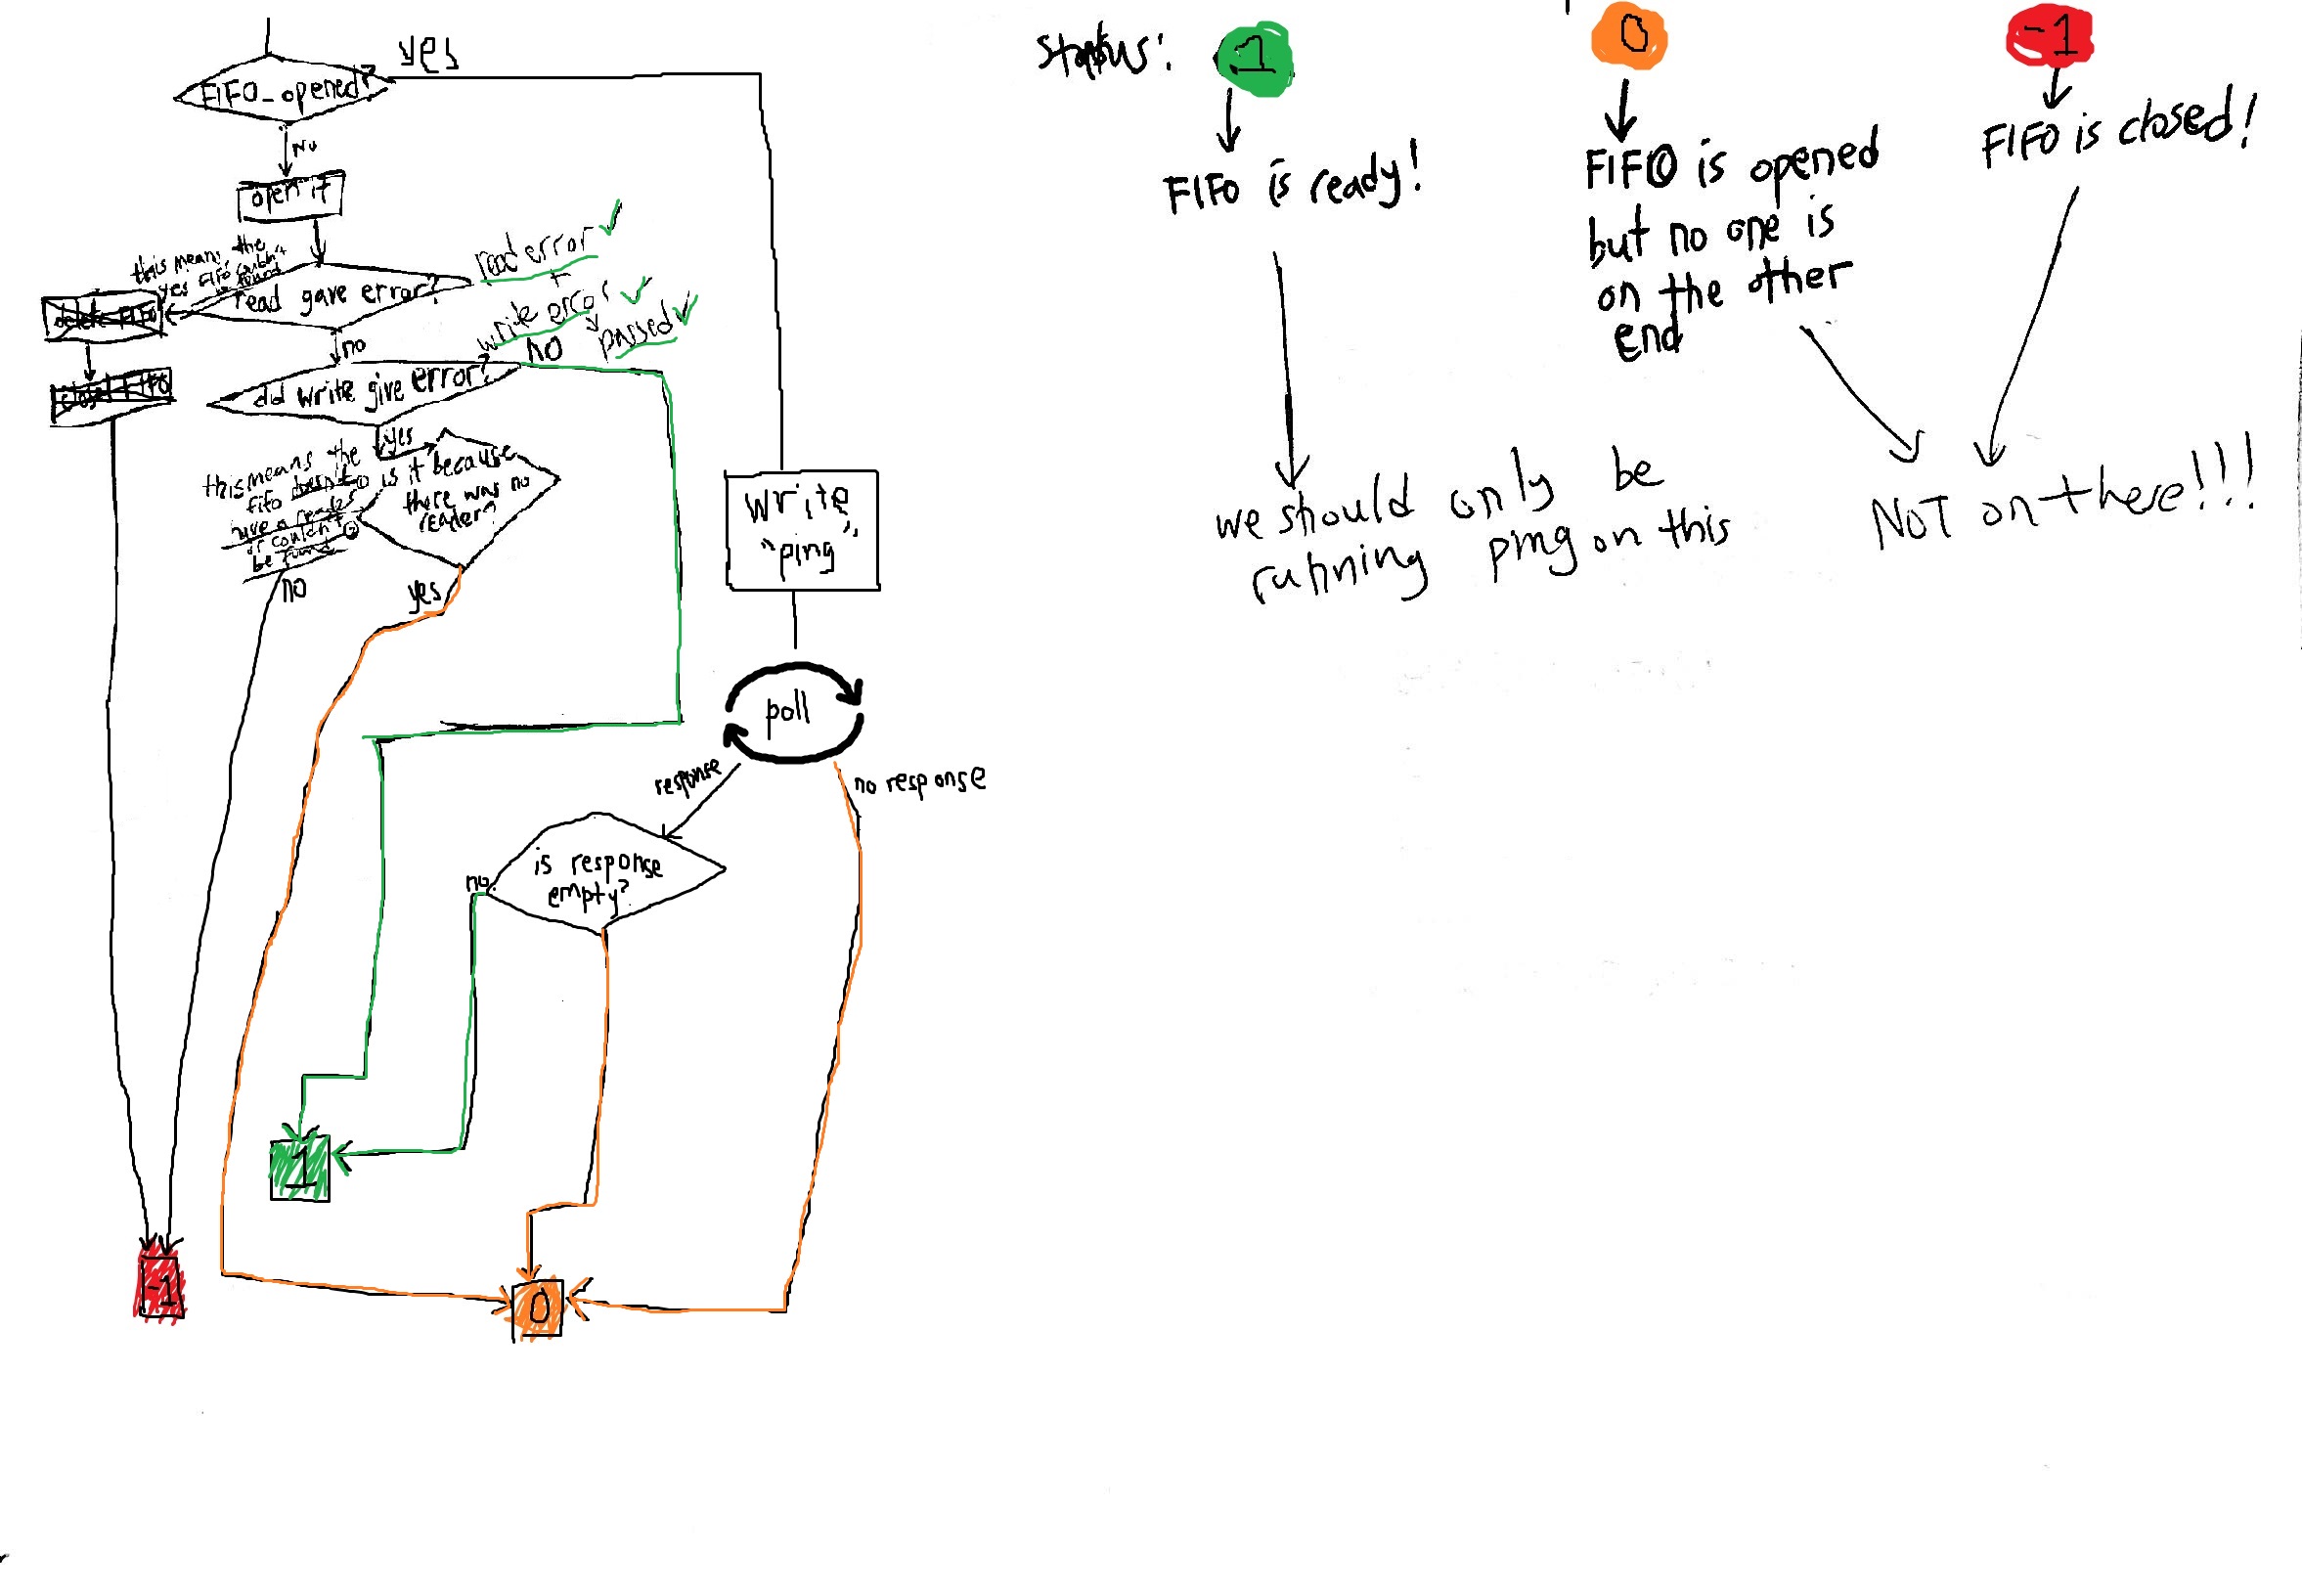 yes
FIFO_opened?
No
open it
this means the
yes FIFO couldn't
be found
read gave error?
read error
+
write error
↓
passed
delete FIFO
no
NO
close FIFO
did write give error?
yes
this means the
fifo doesn't
have a reader
or couldn't
be found
is it because
there was no
reader?
no
yes
write
"ping"
poll
response
no response
is response
empty?
no
1
-1
0
Status:
1
0
-1
FIFO is ready!
FIFO is opened
but no one is
on the other
end
FIFO is closed!
we should only be
running ping on this
NOT on there!!!